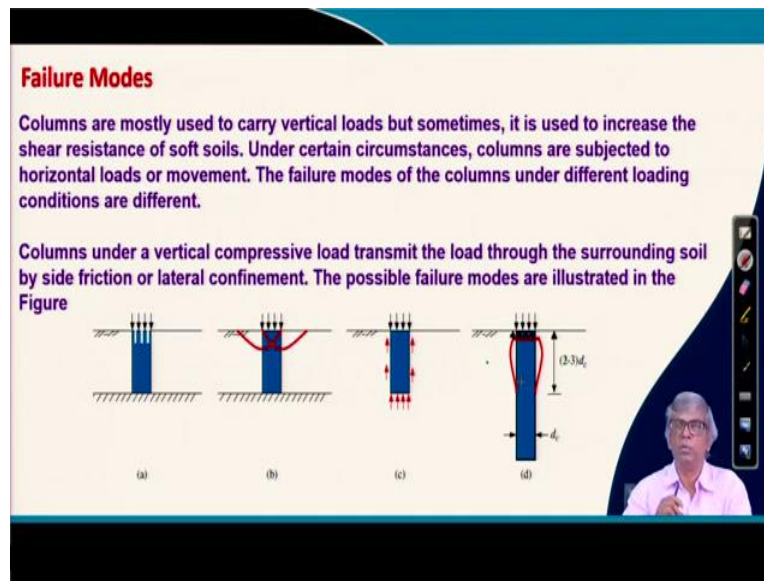 Failure Modes
Columns are mostly used to carry vertical loads but sometimes, it is used to increase the
shear resistance of soft soils. Under certain circumstances, columns are subjected to
horizontal loads or movement. The failure modes of the columns under different loading
conditions are different.
Columns under a vertical compressive load transmit the load through the surrounding soil
by side friction or lateral confinement. The possible failure modes are illustrated in the
Figure
(2-3)dc
dc
(a)
(b)
(c)
(d)